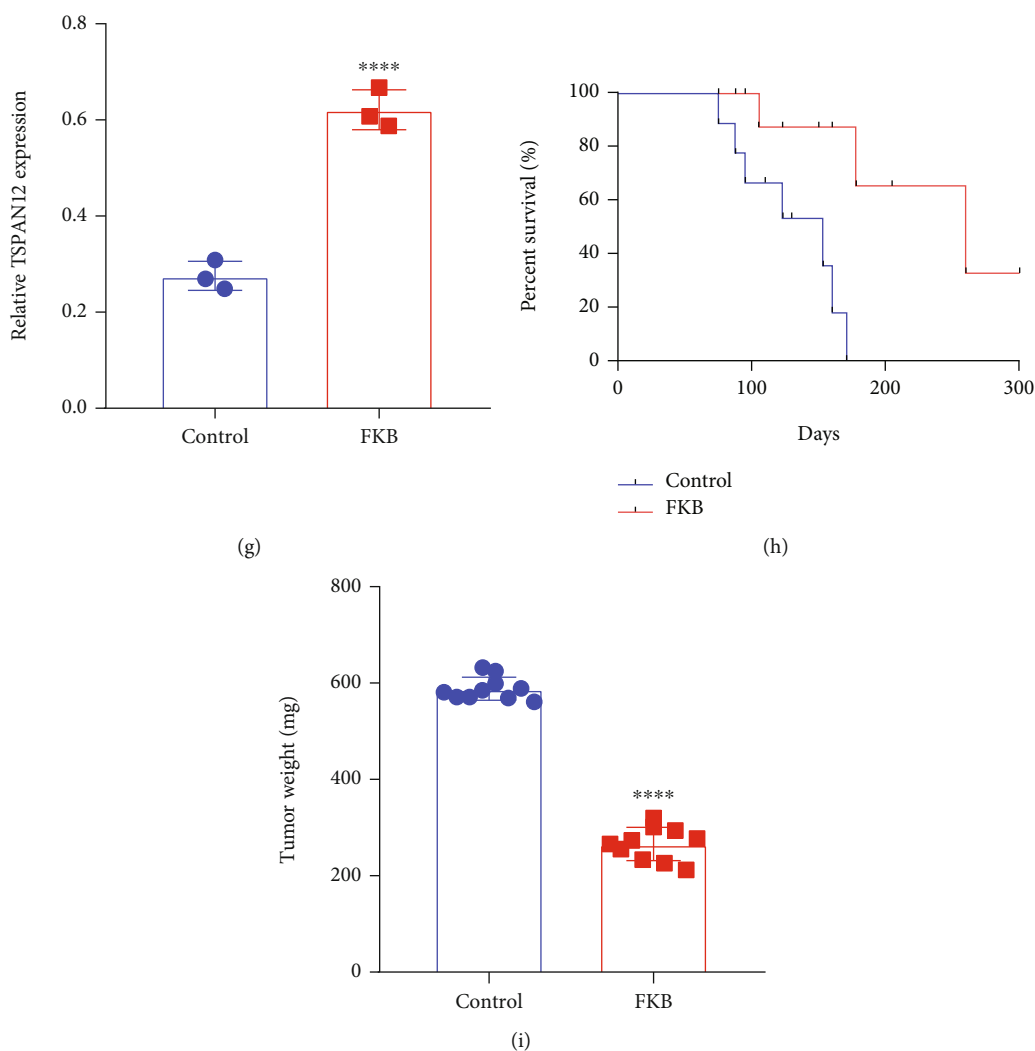 0.8
0.6
0.4
0.2
0.0
Relative TSPAN12 expression
****
Control
FKB
(g)
100
80
60
40
20
0
Percent survival (%)
0
100
200
300
Days
Control
FKB
(h)
800
600
400
200
0
Tumor weight (mg)
****
Control
FKB
(i)